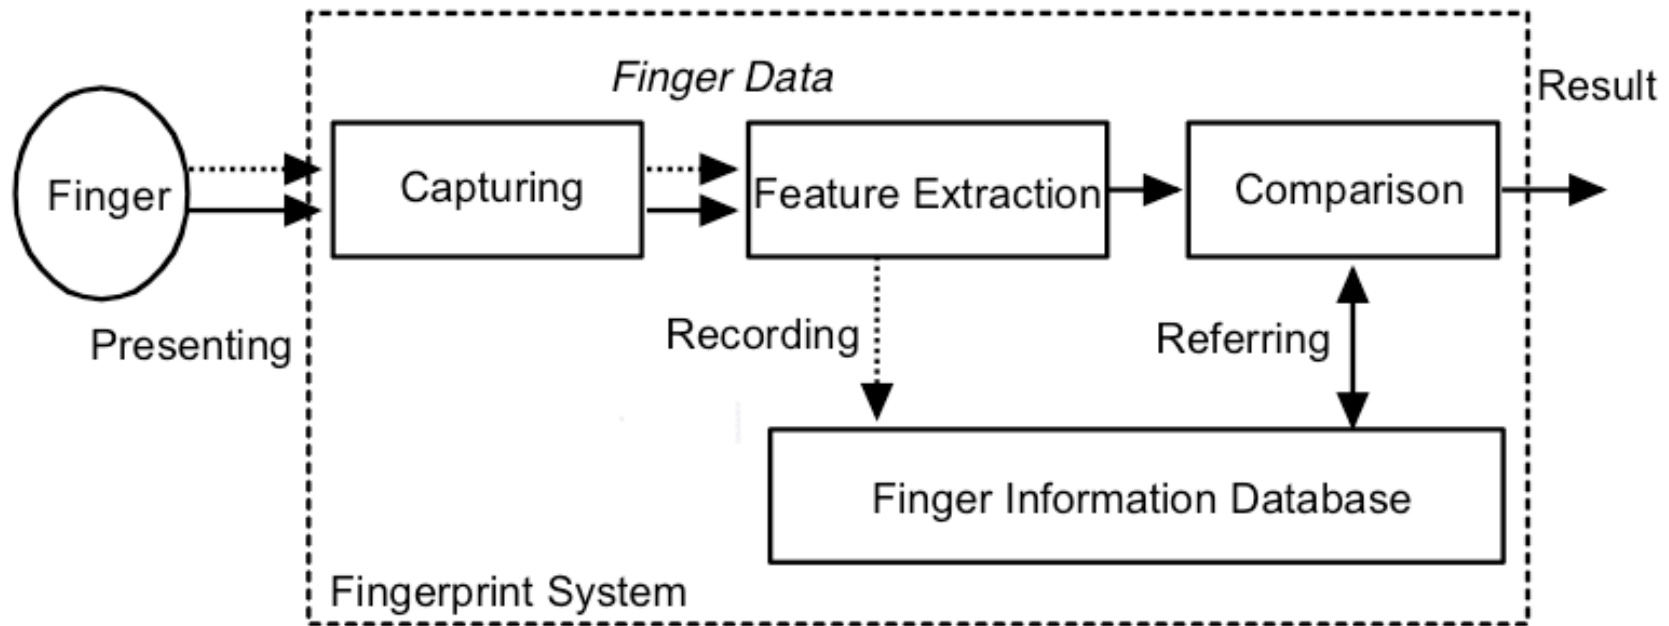 Finger Data
Result
Finger
Capturing
Feature Extraction
Comparison
Presenting
Recording
Referring
Finger Information Database
Fingerprint System